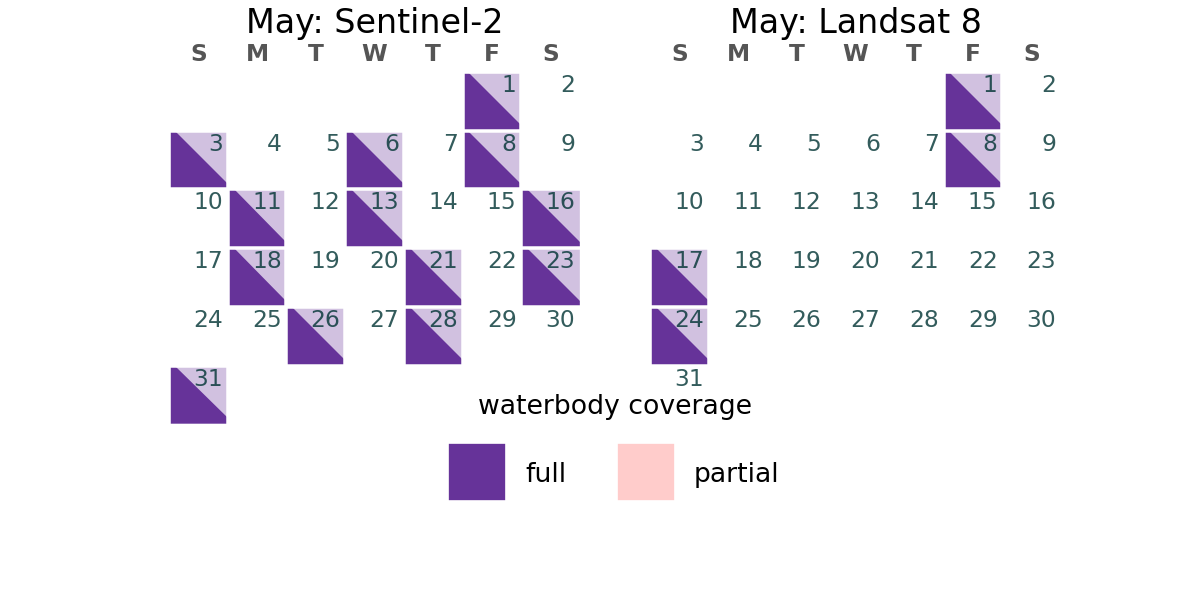 May: Sentinel-2
S M T W T F S
1 2
3 4 5 6 7 8 9
10 11 12 13 14 15 16
17 18 19 20 21 22 23
24 25 26 27 28 29 30
31
May: Landsat 8
S M T W T F S
1 2
3 4 5 6 7 8 9
10 11 12 13 14 15 16
17 18 19 20 21 22 23
24 25 26 27 28 29 30
31
waterbody coverage
full partial